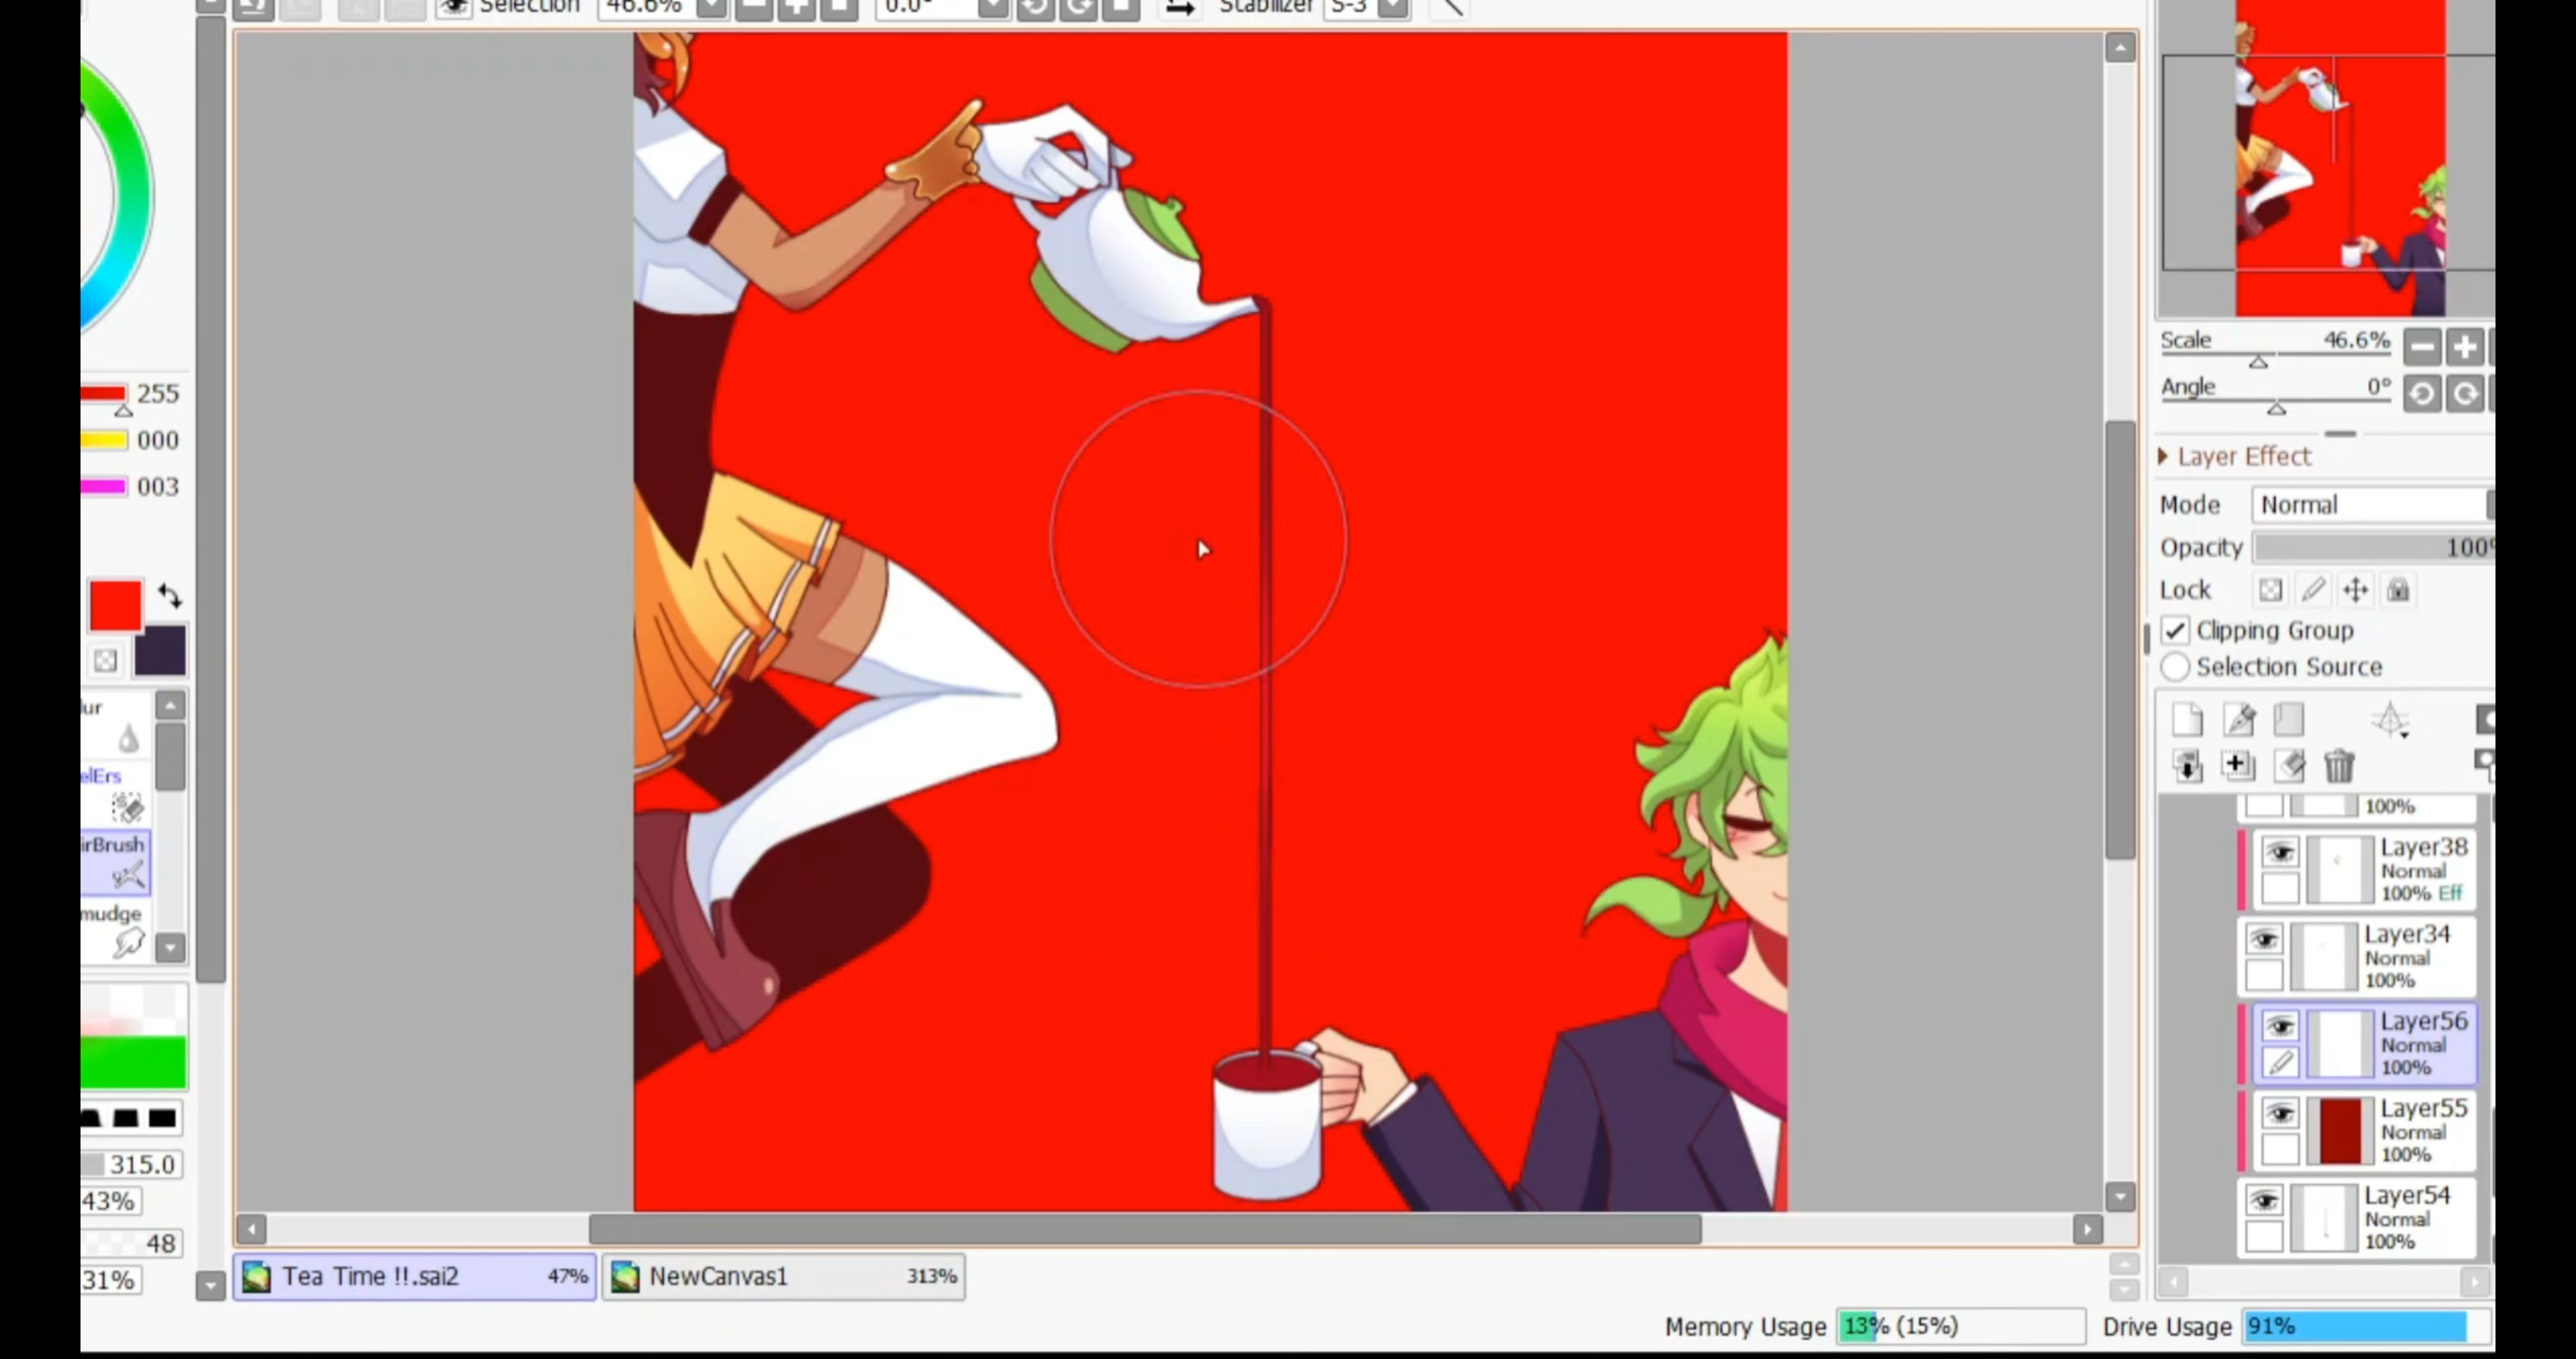 Selection 46.6% 0.0° Stabilizer S-3
255
000
003
Scale 46.6%
Angle 0°
Layer Effect
Mode Normal
Opacity 100%
Lock
Clipping Group
Selection Source
ur
elErs
irBrush
mudge
315.0
43%
48
31%
100%
Layer38
Normal
100% Eff
Layer34
Normal
100%
Layer56
Normal
100%
Layer55
Normal
100%
Layer54
Normal
100%
Tea Time !!.sai2 47% NewCanvas1 313%
Memory Usage 13% (15%) Drive Usage 91%